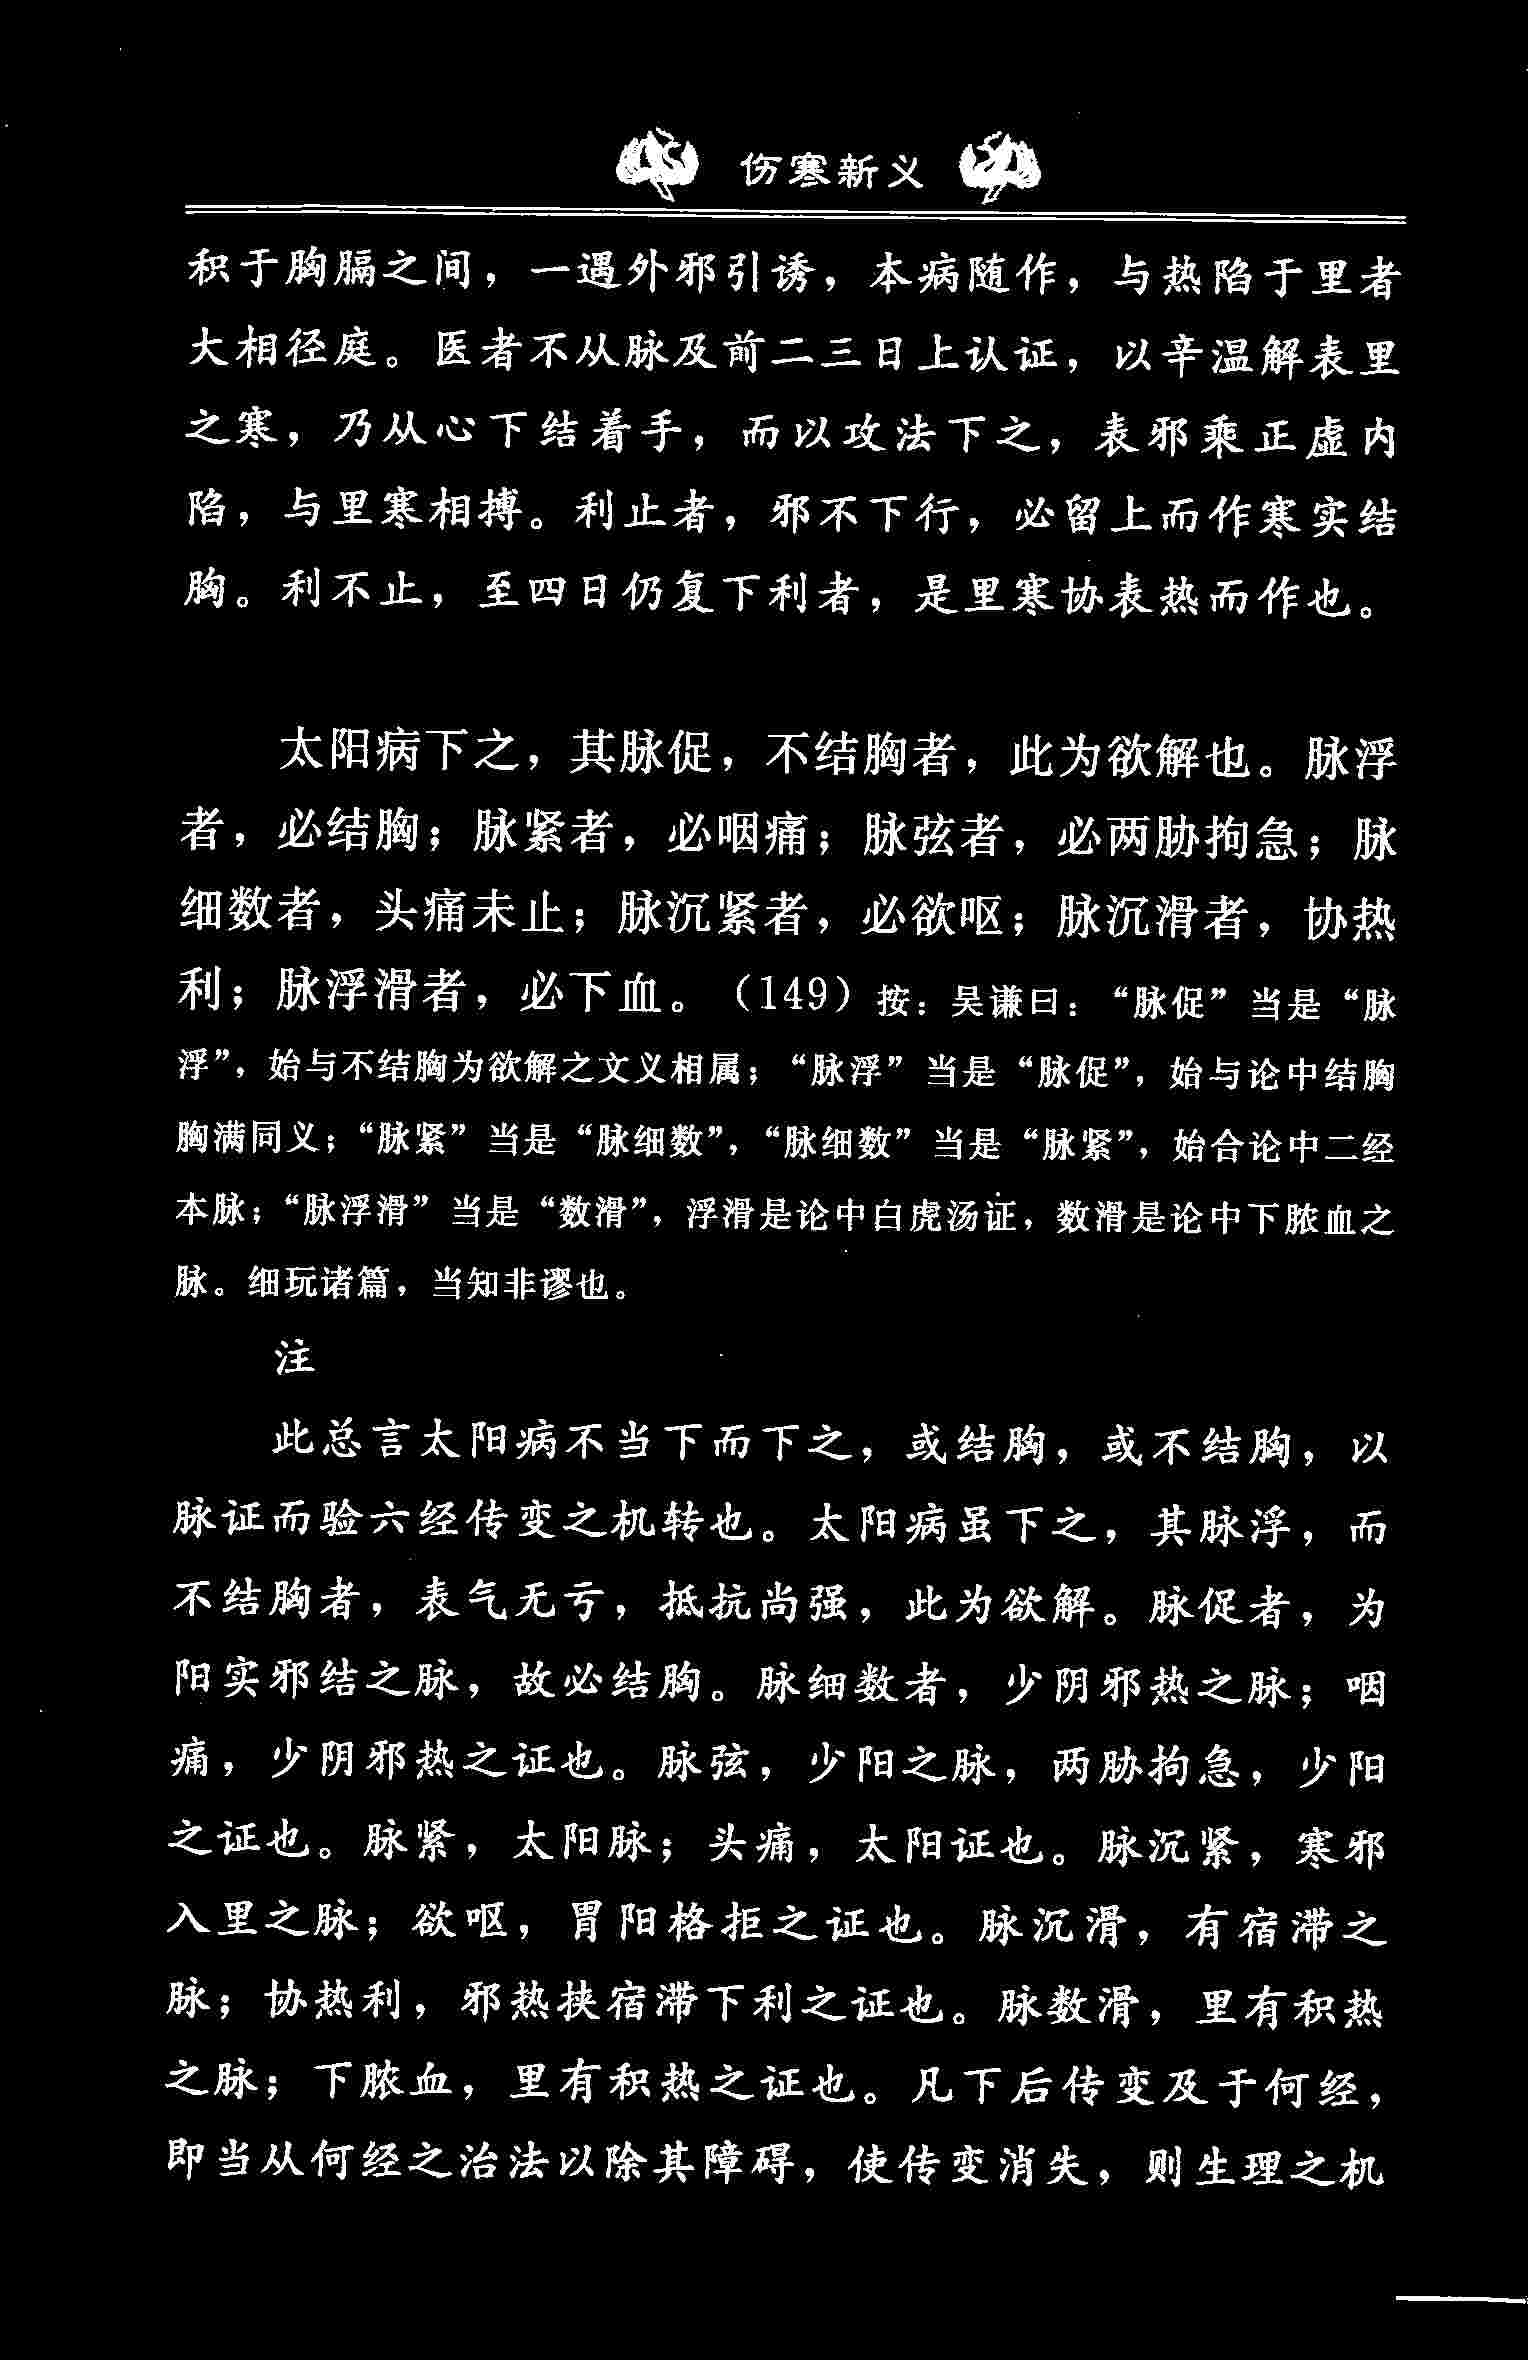 伤寒新义
积于胸膈之间，一遇外邪引诱，本病随作，与热陷于里者
大相径庭。医者不从脉及前二三日上认证，以辛温解表里
之寒，乃从心下结着手，而以攻法下之，表邪乘正虚内
陷，与里寒相搏。利止者，邪不下行，必留上而作寒实结
胸。利不止，至四日仍复下利者，是里寒协表热而作也。
太阳病下之，其脉促，不结胸者，此为欲解也。脉浮
者，必结胸；脉紧者，必咽痛；脉弦者，必两胁拘急；脉
细数者，头痛未止；脉沉紧者，必欲呕；脉沉滑者，协热
利；脉浮滑者，必下血。（149）按：吴谦曰：“脉促”当是“脉
浮”，始与不结胸为欲解之文义相属；“脉浮”当是“脉促”，始与论中结胸
胸满同义；“脉紧”当是“脉细数”，“脉细数”当是“脉紧”，始合论中二经
本脉；“脉浮滑”当是“数滑”，浮滑是论中白虎汤证，数滑是论中下脓血之
脉。细玩诸篇，当知非谬也。
注
此总言太阳病不当下而下之，或结胸，或不结胸，以
脉证而验六经传变之机转也。太阳病虽下之，其脉浮，而
不结胸者，表气无亏，抵抗尚强，此为欲解。脉促者，为
阳实邪结之脉，故必结胸。脉细数者，少阴邪热之脉；咽
痛，少阴邪热之证也。脉弦，少阳之脉，两胁拘急，少阳
之证也。脉紧，太阳脉；头痛，太阳证也。脉沉紧，寒邪
入里之脉；欲呕，胃阳格拒之证也。脉沉滑，有宿滞之
脉；协热利，邪热挟宿滞下利之证也。脉数滑，里有积热
之脉；下脓血，里有积热之证也。凡下后传变及于何经，
即当从何经之治法以除其障碍，使传变消失，则生理之机